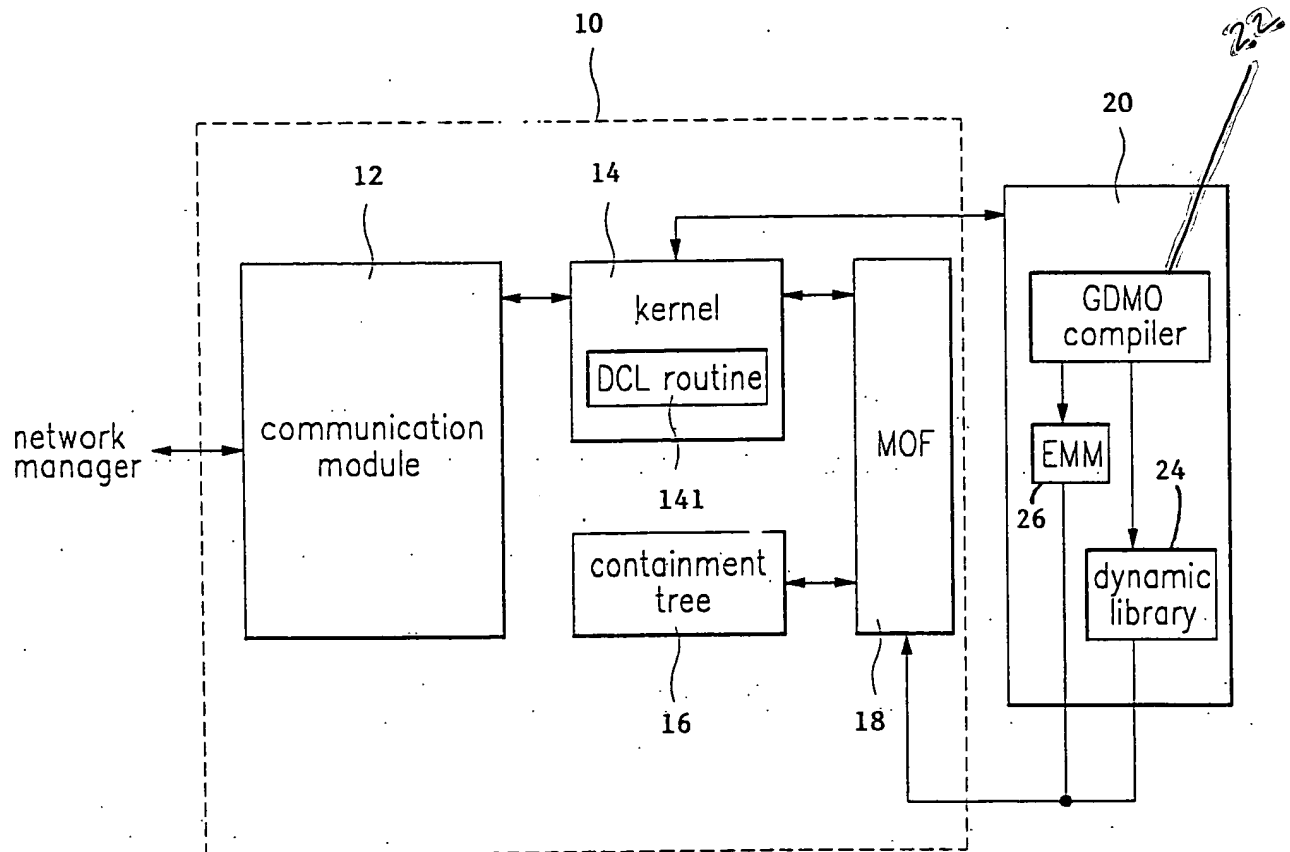 22.
10
20
12
14
GDMO
compiler
kernel
DCL routine
network
manager
communication
module
MOF
EMM
26
24
141
containment
tree
dynamic
library
16
18